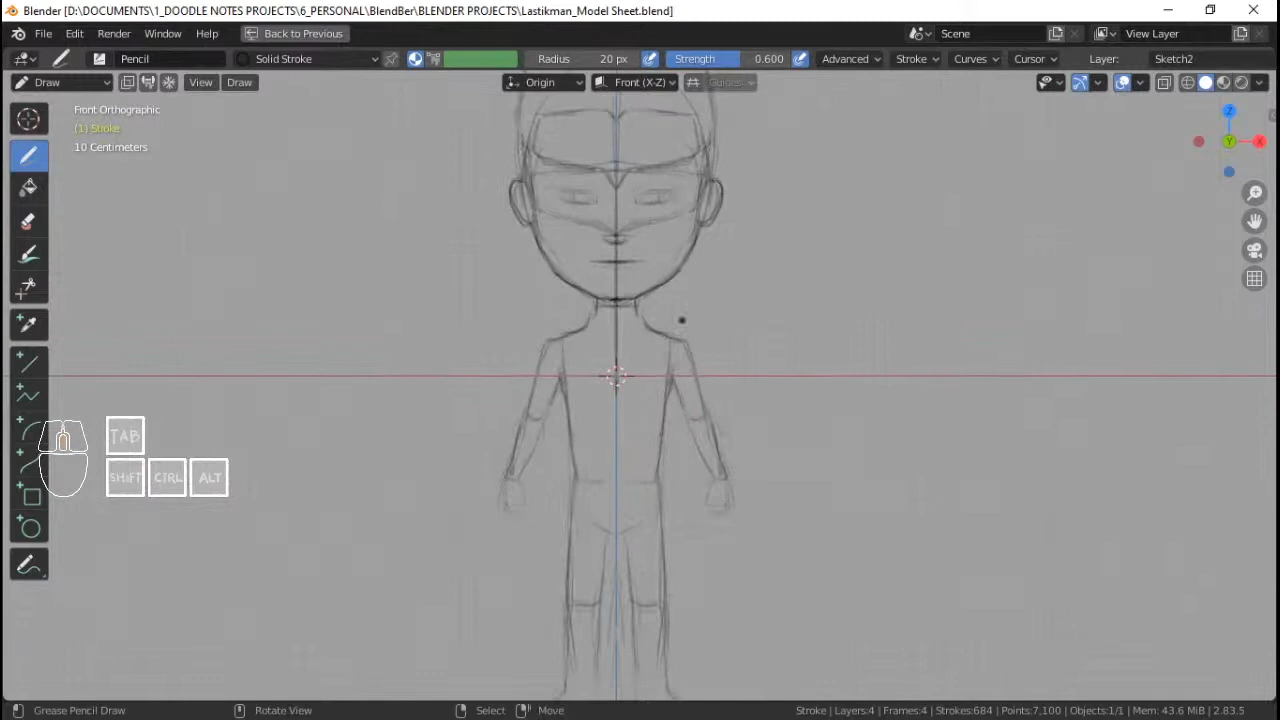 Blender [D:\DOCUMENTS\1_DOODLE NOTES PROJECTS\6_PERSONAL\BlendBer\BLENDER PROJECTS\Lastikman_Model Sheet.blend]
File Edit Render Window Help Back to Previous Scene View Layer
Pencil Solid Stroke Radius 20 px Strength 0.600 Advanced Stroke Curves Cursor Layer: Sketch2
Draw View Draw Origin Front (X-Z) Guides
Front Orthographic
(1) Stroke
10 Centimeters
Z
Y X
TAB
SHIFT CTRL ALT
Grease Pencil Draw Rotate View Select Move Stroke | Layers:4 | Frames:4 | Strokes:684 | Points:7,100 | Objects:1/1 | Mem: 43.6 MiB | 2.83.5